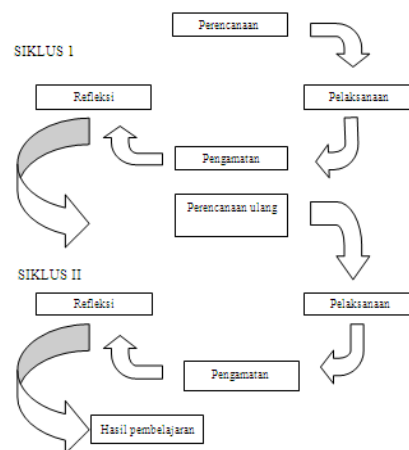 Perencanaan
SIKLUS 1
Refleksi
Pelaksanaan
Pengamatan
Perencanaan ulang
SIKLUS II
Refleksi
Pelaksanaan
Pengamatan
Hasil pembelajaran